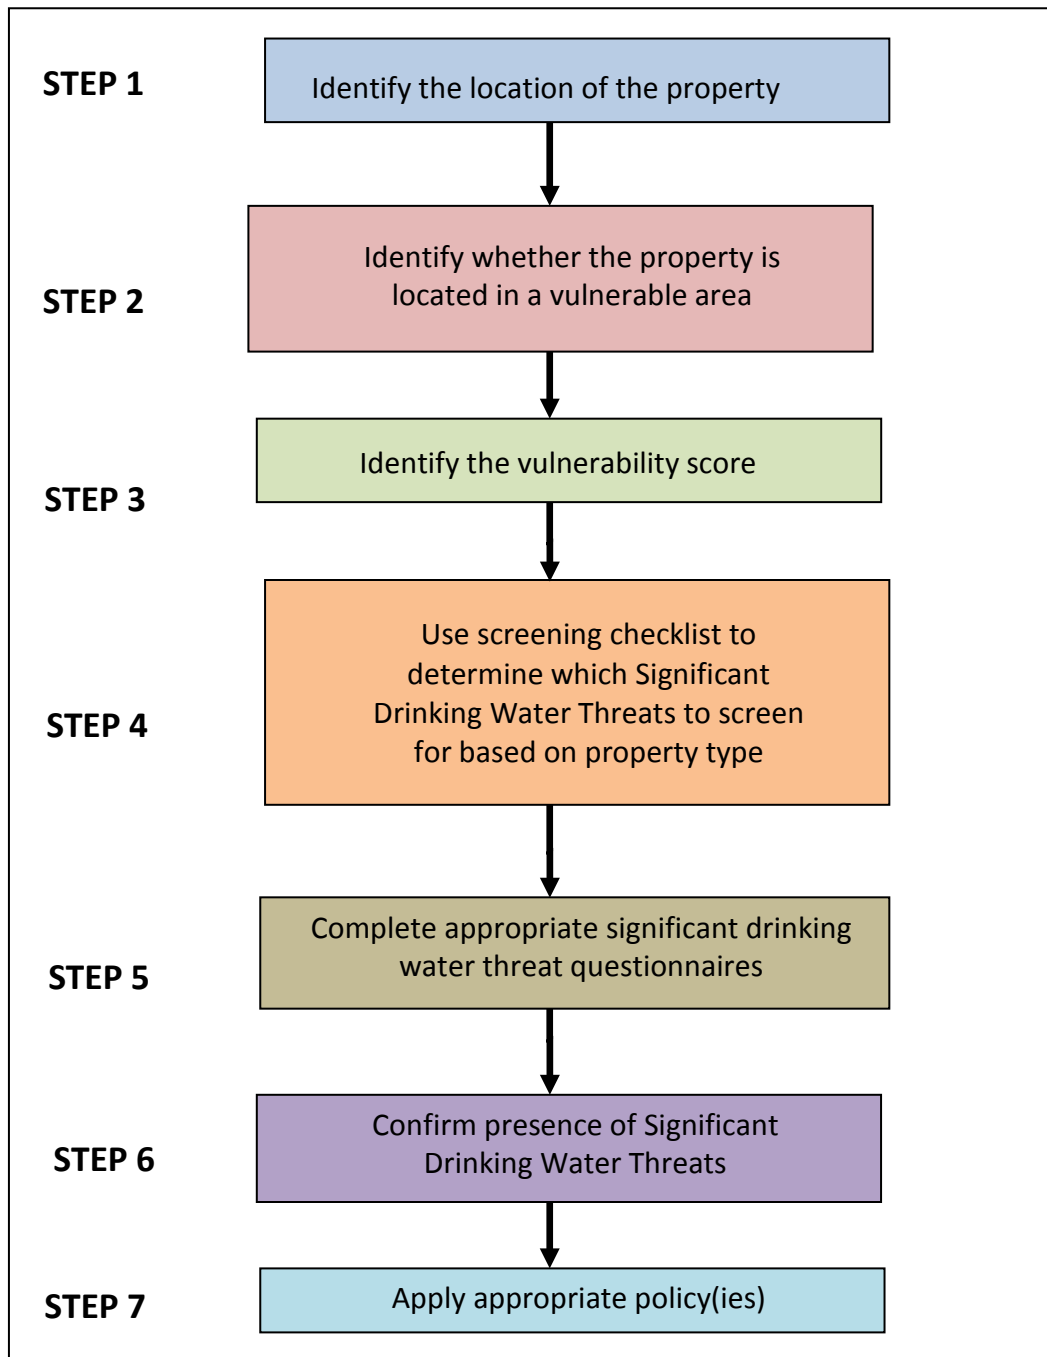 STEP 1
Identify the location of the property
STEP 2
Identify whether the property is
located in a vulnerable area
STEP 3
Identify the vulnerability score
STEP 4
Use screening checklist to
determine which Significant
Drinking Water Threats to screen
for based on property type
STEP 5
Complete appropriate significant drinking
water threat questionnaires
STEP 6
Confirm presence of Significant
Drinking Water Threats
STEP 7
Apply appropriate policy(ies)